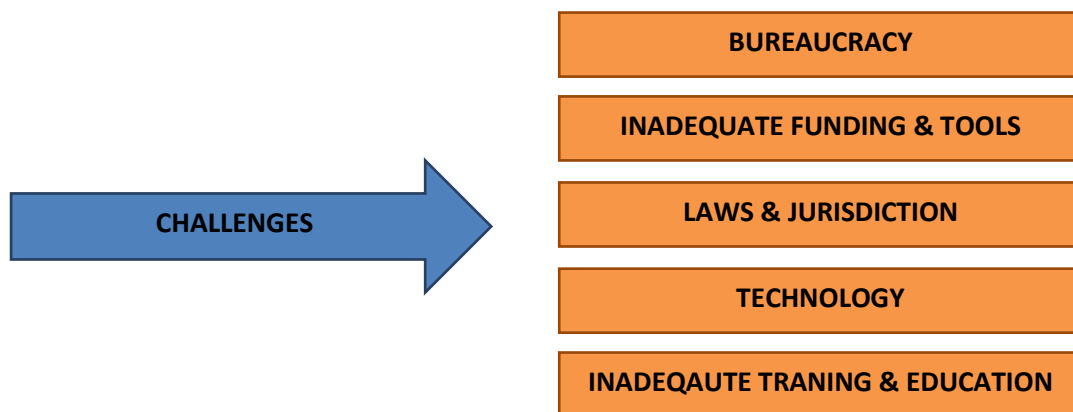 BUREAUCRACY
INADEQUATE FUNDING & TOOLS
CHALLENGES
LAWS & JURISDICTION
TECHNOLOGY
INADEQAUTE TRANING & EDUCATION